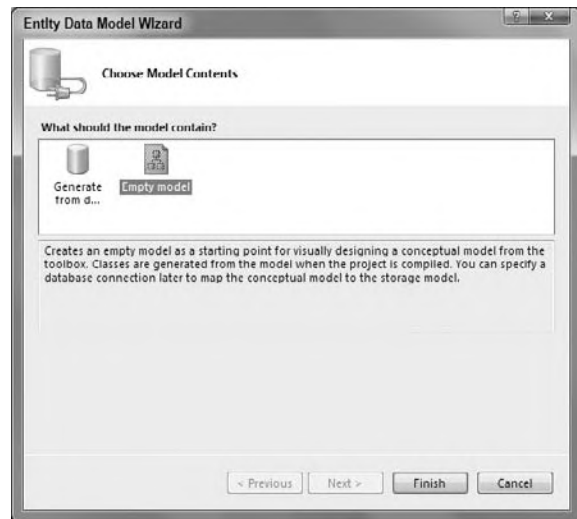 Entity Data Model Wizard
Choose Model Contents
What should the model contain?
Generate
from d...
Empty model
Creates an empty model as a starting point for visually designing a conceptual model from the
toolbox. Classes are generated from the model when the project is compiled. You can specify a
database connection later to map the conceptual model to the storage model.
< Previous
Next >
Finish
Cancel